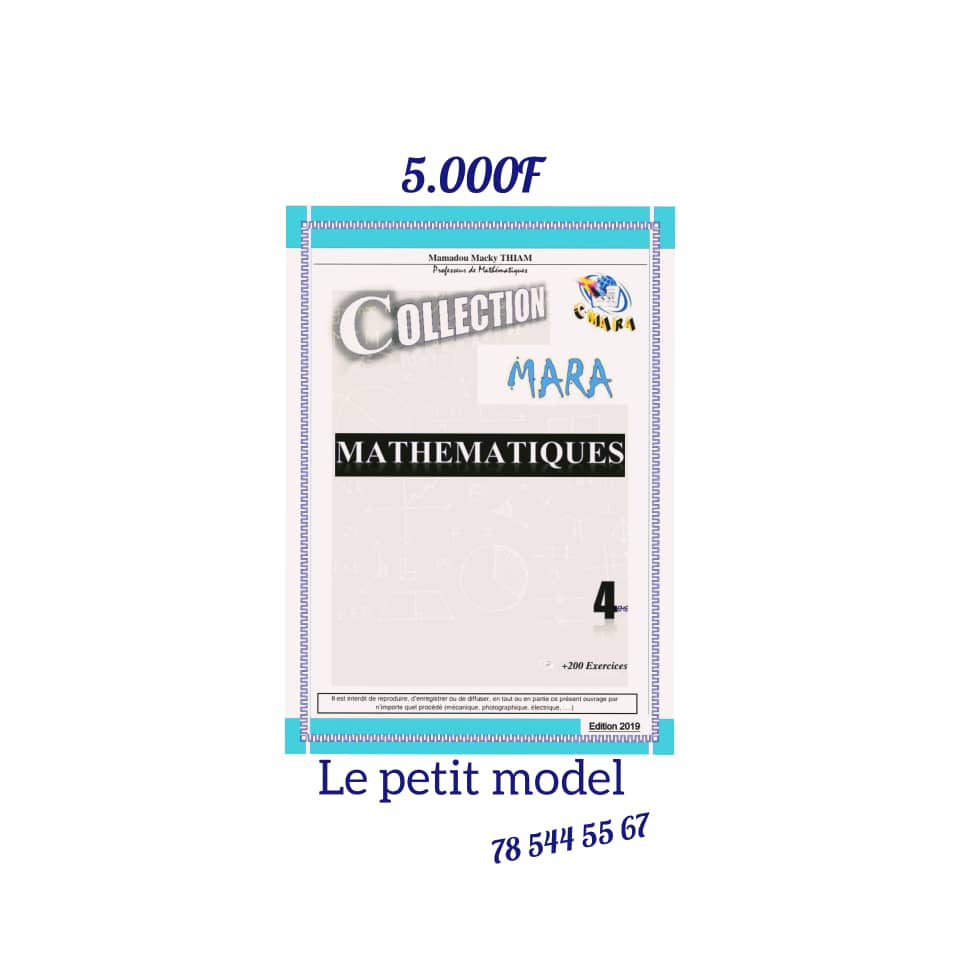 5.000F
Mamadou Macky THIAM
Professeur de Mathématiques
COLLECTION
C-MARA
MARA
MATHEMATIQUES
4EME
+200 Exercices
Il est interdit de reproduire, d'enregistrer ou de diffuser, en tout ou en partie ce présent ouvrage par
n'importe quel procédé (mécanique, photographique, électrique, ....)
Edition 2019
Le petit model
78 544 55 67